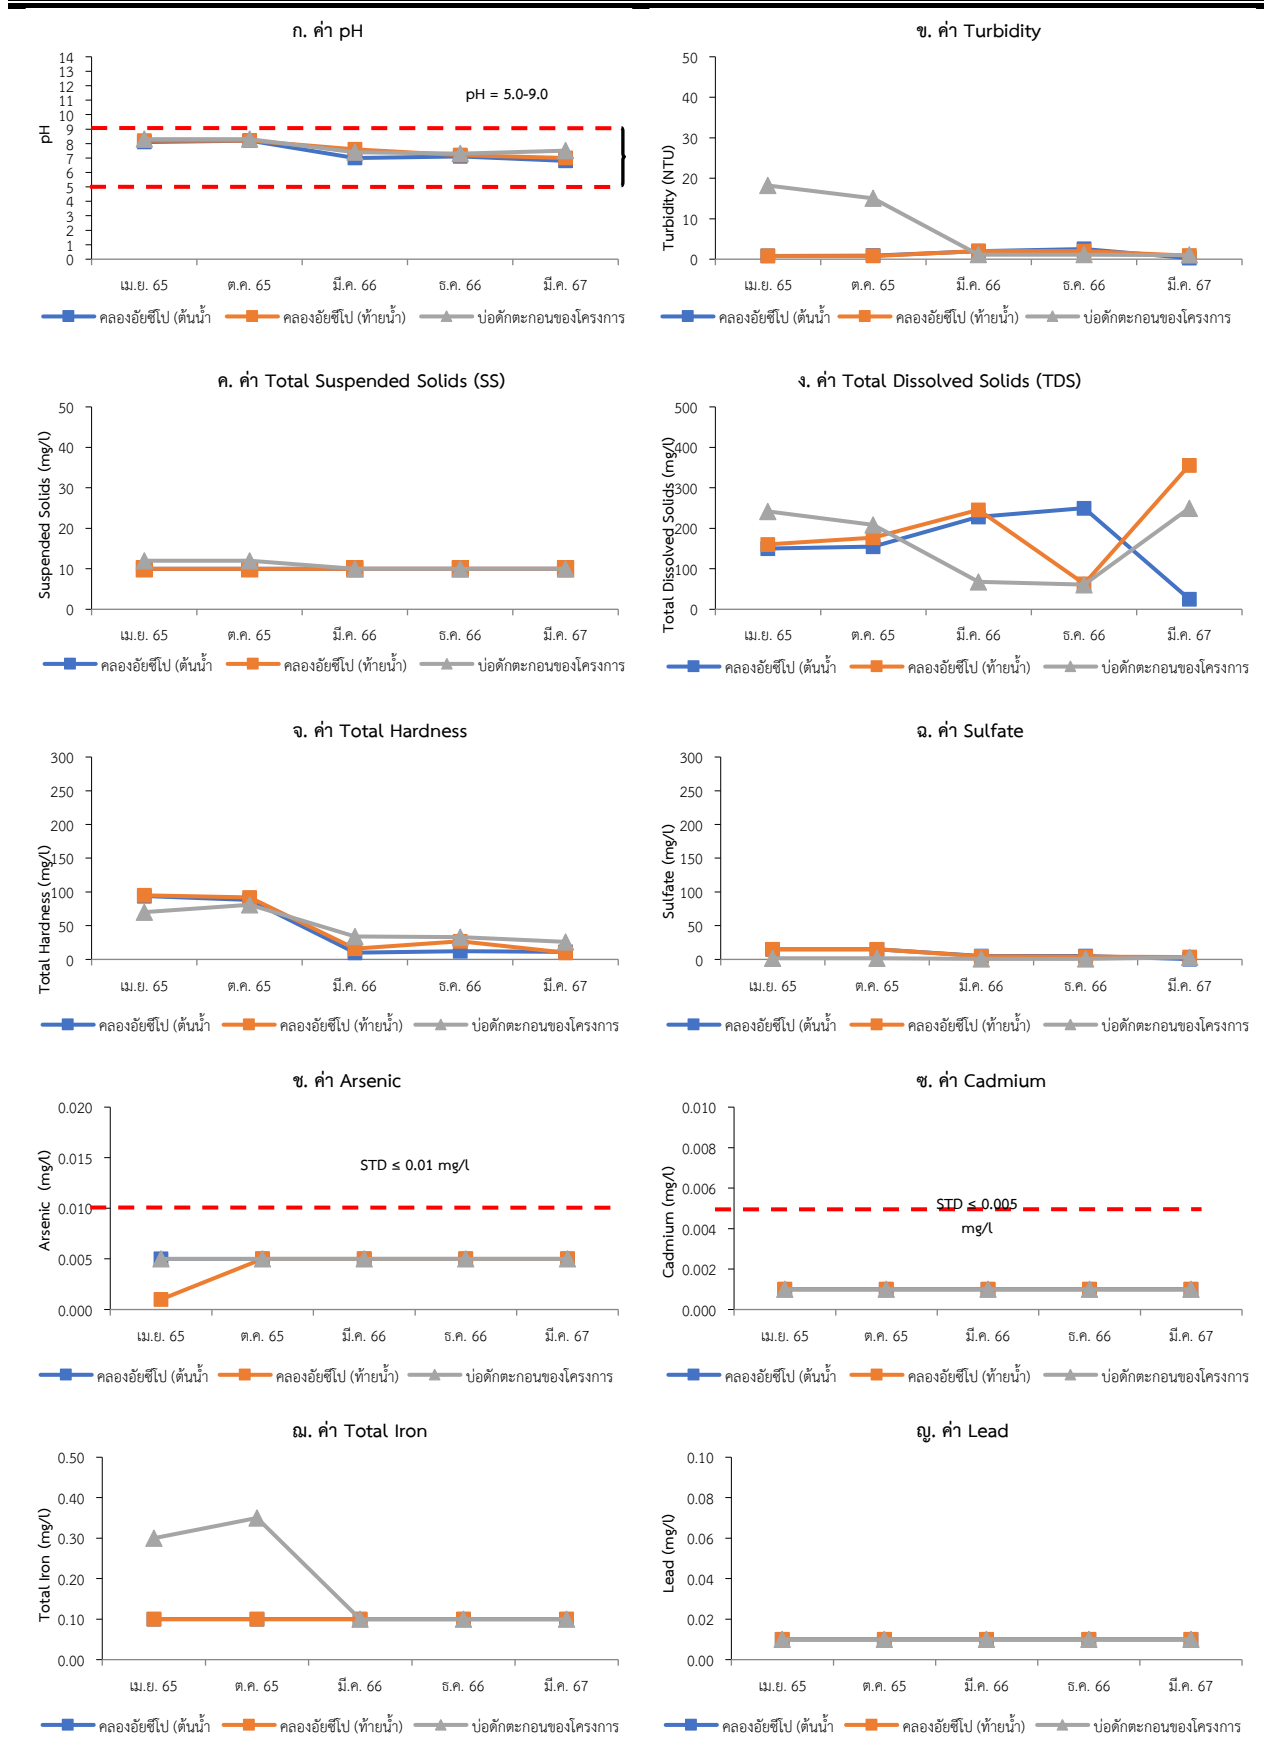 ก. ค่า pH
14
13
12
11
10
9
8
7
6
5
4
3
2
1
0
pH
pH = 5.0-9.0
เม.ย. 65 ต.ค. 65 มี.ค. 66 ธ.ค. 66 มี.ค. 67
คลองอัยซีโป (ต้นน้ำ คลองอัยซีโป (ท้ายน้ำ) บ่อดักตะกอนของโครงการ
ข. ค่า Turbidity
50
40
30
20
10
0
Turbidity (NTU)
เม.ย. 65 ต.ค. 65 มี.ค. 66 ธ.ค. 66 มี.ค. 67
คลองอัยซีโป (ต้นน้ำ คลองอัยซีโป (ท้ายน้ำ) บ่อดักตะกอนของโครงการ
ค. ค่า Total Suspended Solids (SS)
50
40
30
20
10
0
Suspended Solids (mg/l)
เม.ย. 65 ต.ค. 65 มี.ค. 66 ธ.ค. 66 มี.ค. 67
คลองอัยซีโป (ต้นน้ำ คลองอัยซีโป (ท้ายน้ำ) บ่อดักตะกอนของโครงการ
ง. ค่า Total Dissolved Solids (TDS)
500
400
300
200
100
0
Total Dissolved Solids (mg/l)
เม.ย. 65 ต.ค. 65 มี.ค. 66 ธ.ค. 66 มี.ค. 67
คลองอัยซีโป (ต้นน้ำ คลองอัยซีโป (ท้ายน้ำ) บ่อดักตะกอนของโครงการ
จ. ค่า Total Hardness
300
250
200
150
100
50
0
Total Hardness (mg/l)
เม.ย. 65 ต.ค. 65 มี.ค. 66 ธ.ค. 66 มี.ค. 67
คลองอัยซีโป (ต้นน้ำ คลองอัยซีโป (ท้ายน้ำ) บ่อดักตะกอนของโครงการ
ฉ. ค่า Sulfate
300
250
200
150
100
50
0
Sulfate (mg/l)
เม.ย. 65 ต.ค. 65 มี.ค. 66 ธ.ค. 66 มี.ค. 67
คลองอัยซีโป (ต้นน้ำ คลองอัยซีโป (ท้ายน้ำ) บ่อดักตะกอนของโครงการ
ช. ค่า Arsenic
0.020
0.015
0.010
0.005
0.000
Arsenic (mg/l)
STD ≤ 0.01 mg/l
เม.ย. 65 ต.ค. 65 มี.ค. 66 ธ.ค. 66 มี.ค. 67
คลองอัยซีโป (ต้นน้ำ คลองอัยซีโป (ท้ายน้ำ) บ่อดักตะกอนของโครงการ
ซ. ค่า Cadmium
0.010
0.008
0.006
0.004
0.002
0.000
Cadmium (mg/l)
STD ≤ 0.005
mg/l
เม.ย. 65 ต.ค. 65 มี.ค. 66 ธ.ค. 66 มี.ค. 67
คลองอัยซีโป (ต้นน้ำ คลองอัยซีโป (ท้ายน้ำ) บ่อดักตะกอนของโครงการ
ฌ. ค่า Total Iron
0.50
0.40
0.30
0.20
0.10
0.00
Total Iron (mg/l)
เม.ย. 65 ต.ค. 65 มี.ค. 66 ธ.ค. 66 มี.ค. 67
คลองอัยซีโป (ต้นน้ำ คลองอัยซีโป (ท้ายน้ำ) บ่อดักตะกอนของโครงการ
ญ. ค่า Lead
0.10
0.08
0.06
0.04
0.02
0.00
Lead (mg/l)
เม.ย. 65 ต.ค. 65 มี.ค. 66 ธ.ค. 66 มี.ค. 67
คลองอัยซีโป (ต้นน้ำ คลองอัยซีโป (ท้ายน้ำ) บ่อดักตะกอนของโครงการ